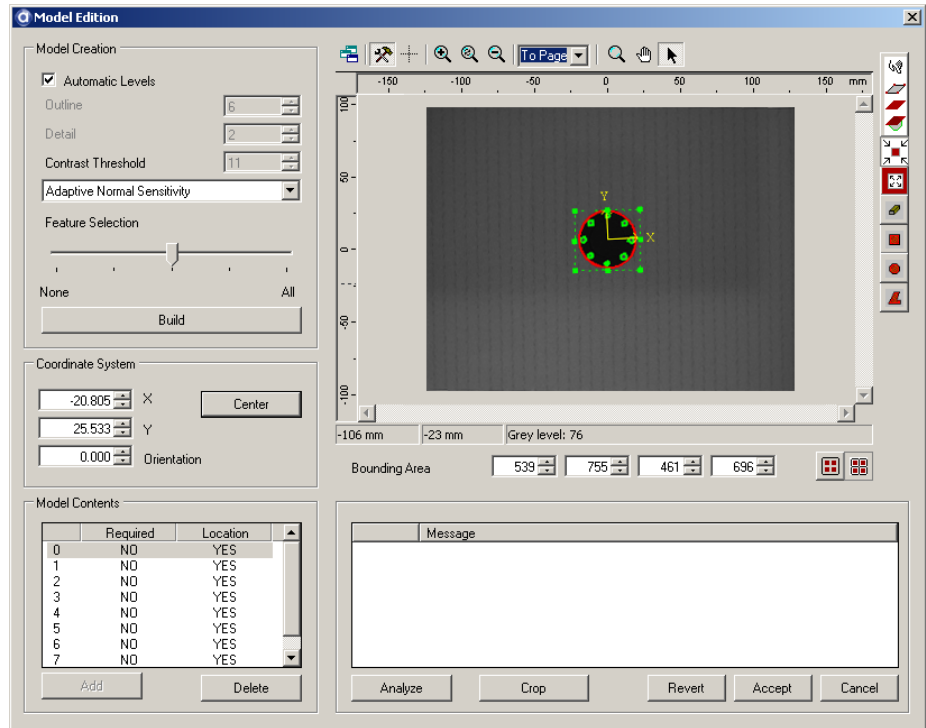 Model Edition
Model Creation
Automatic Levels
Outline 6
Detail 2
Contrast Threshold 11
Adaptive Normal Sensitivity
Feature Selection
None All
Build
Coordinate System
-20.805 X
Center
25.533 Y
0.000 Orientation
Model Contents
Required Location
0 NO YES
1 NO YES
2 NO YES
3 NO YES
4 NO YES
5 NO YES
6 NO YES
7 NO YES
Add Delete
To Page
-150 -100 -50 0 50 100 150 mm
100
50
0
-50
-100
Y
X
-106 mm -23 mm Grey level: 76
Bounding Area 539 755 461 696
Message
Analyze Crop Revert Accept Cancel